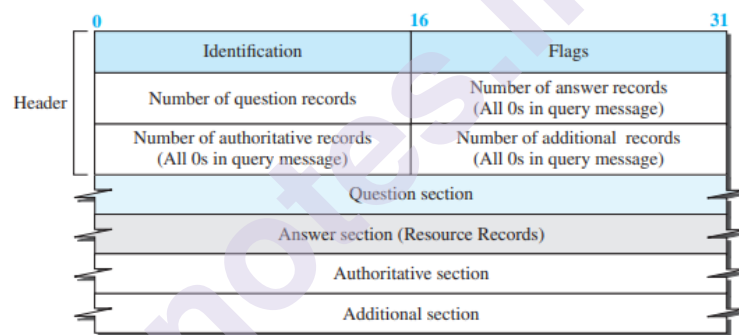 0 16 31
Identification Flags
Header
Number of question records
Number of answer records
(All 0s in query message)
Number of authoritative records
(All 0s in query message)
Number of additional records
(All 0s in query message)
Question section
Answer section (Resource Records)
Authoritative section
Additional section